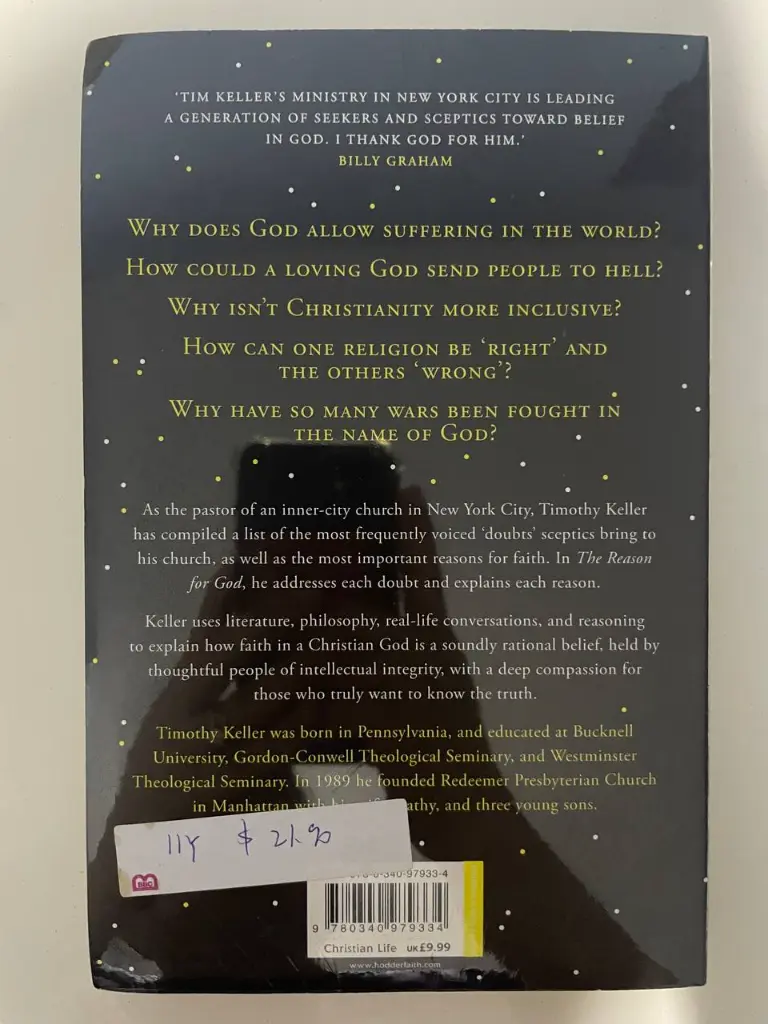 'TIM KELLER'S MINISTRY IN NEW YORK CITY IS LEADING
A GENERATION OF SEEKERS AND SCEPTICS TOWARD BELIEF
IN GOD. I THANK GOD FOR HIM.'
BILLY GRAHAM
WHY DOES GOD ALLOW SUFFERING IN THE WORLD?
HOW COULD A LOVING GOD SEND PEOPLE TO HELL?
WHY ISN'T CHRISTIANITY MORE INCLUSIVE?
HOW CAN ONE RELIGION BE 'RIGHT' AND
THE OTHERS 'WRONG'?
WHY HAVE SO MANY WARS BEEN FOUGHT IN
THE NAME OF GOD?
As the pastor of an inner-city church in New York City, Timothy Keller
has compiled a list of the most frequently voiced 'doubts' sceptics bring to
his church, as well as the most important reasons for faith. In The Reason
for God, he addresses each doubt and explains each reason.
Keller uses literature, philosophy, real-life conversations, and reasoning
to explain how faith in a Christian God is a soundly rational belief, held by
thoughtful people of intellectual integrity, with a deep compassion for
those who truly want to know the truth.
Timothy Keller was born in Pennsylvania, and educated at Bucknell
University, Gordon-Conwell Theological Seminary, and Westminster
Theological Seminary. In 1989 he founded Redeemer Presbyterian Church
in Manhattan with and three young sons.
$ 21.90
BBC
0-340-97933-4
9 780340 979334
Christian Life UK£9.99
www.hodderfaith.com